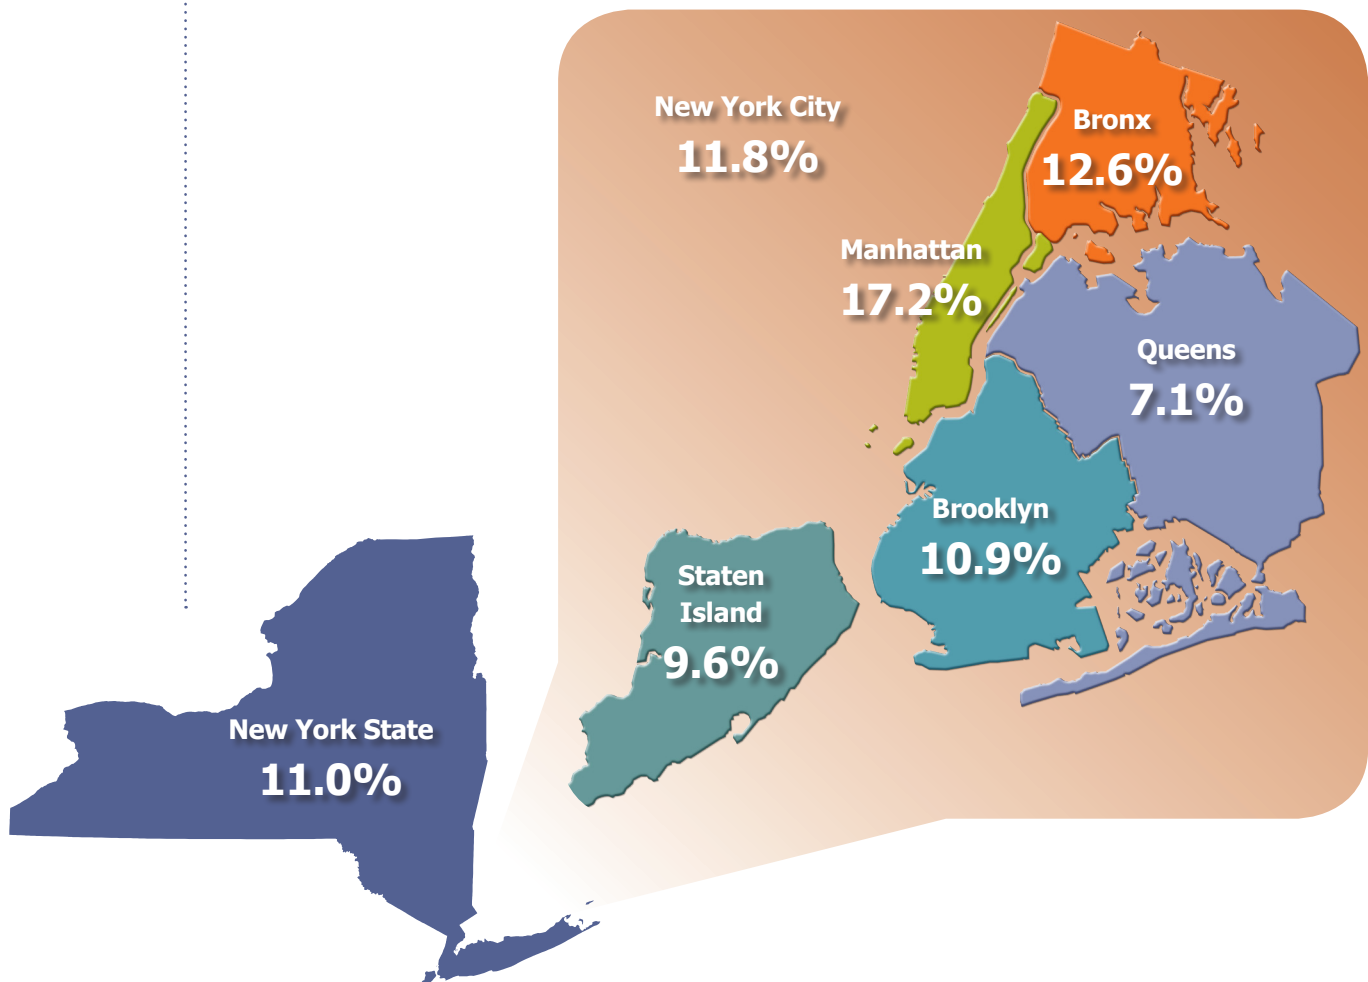 New York City
11.8%
Bronx
12.6%
Manhattan
17.2%
Queens
7.1%
Brooklyn
10.9%
Staten
Island
9.6%
New York State
11.0%